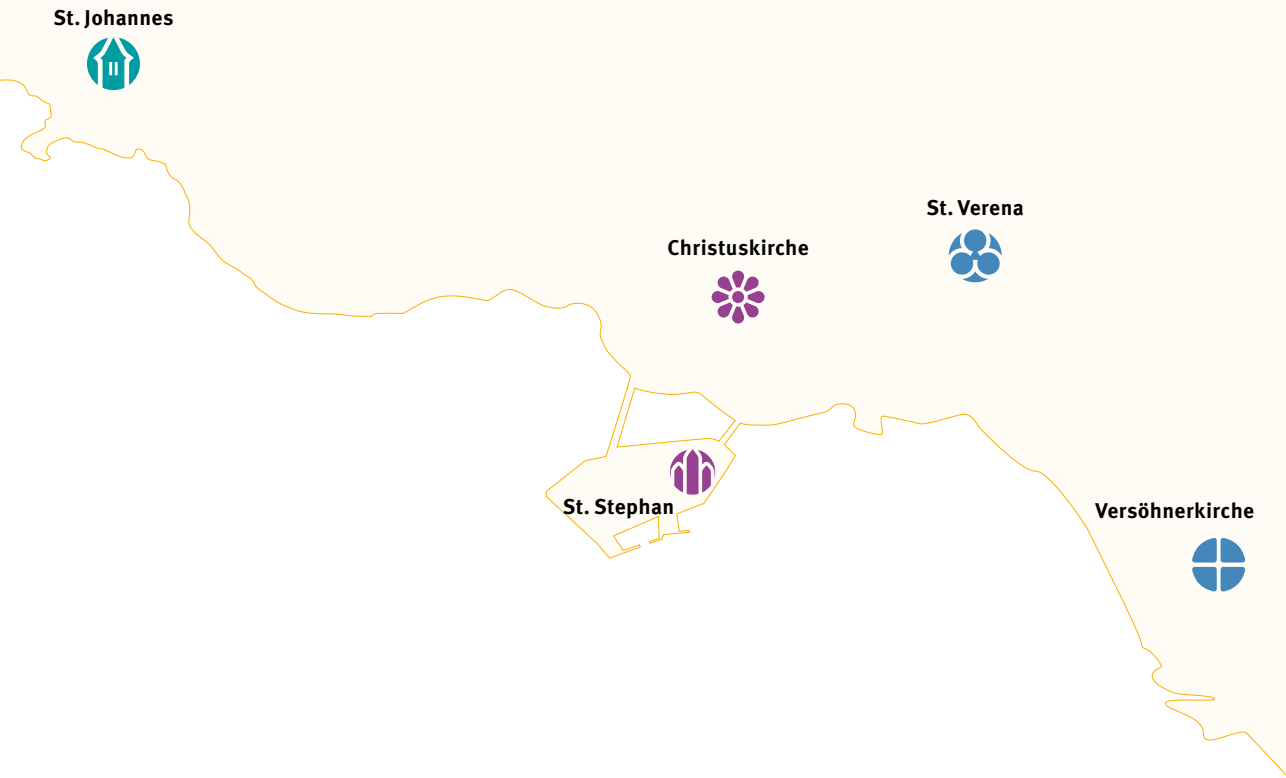 St. Johannes
St. Verena
Christuskirche
St. Stephan
Versöhnerkirche